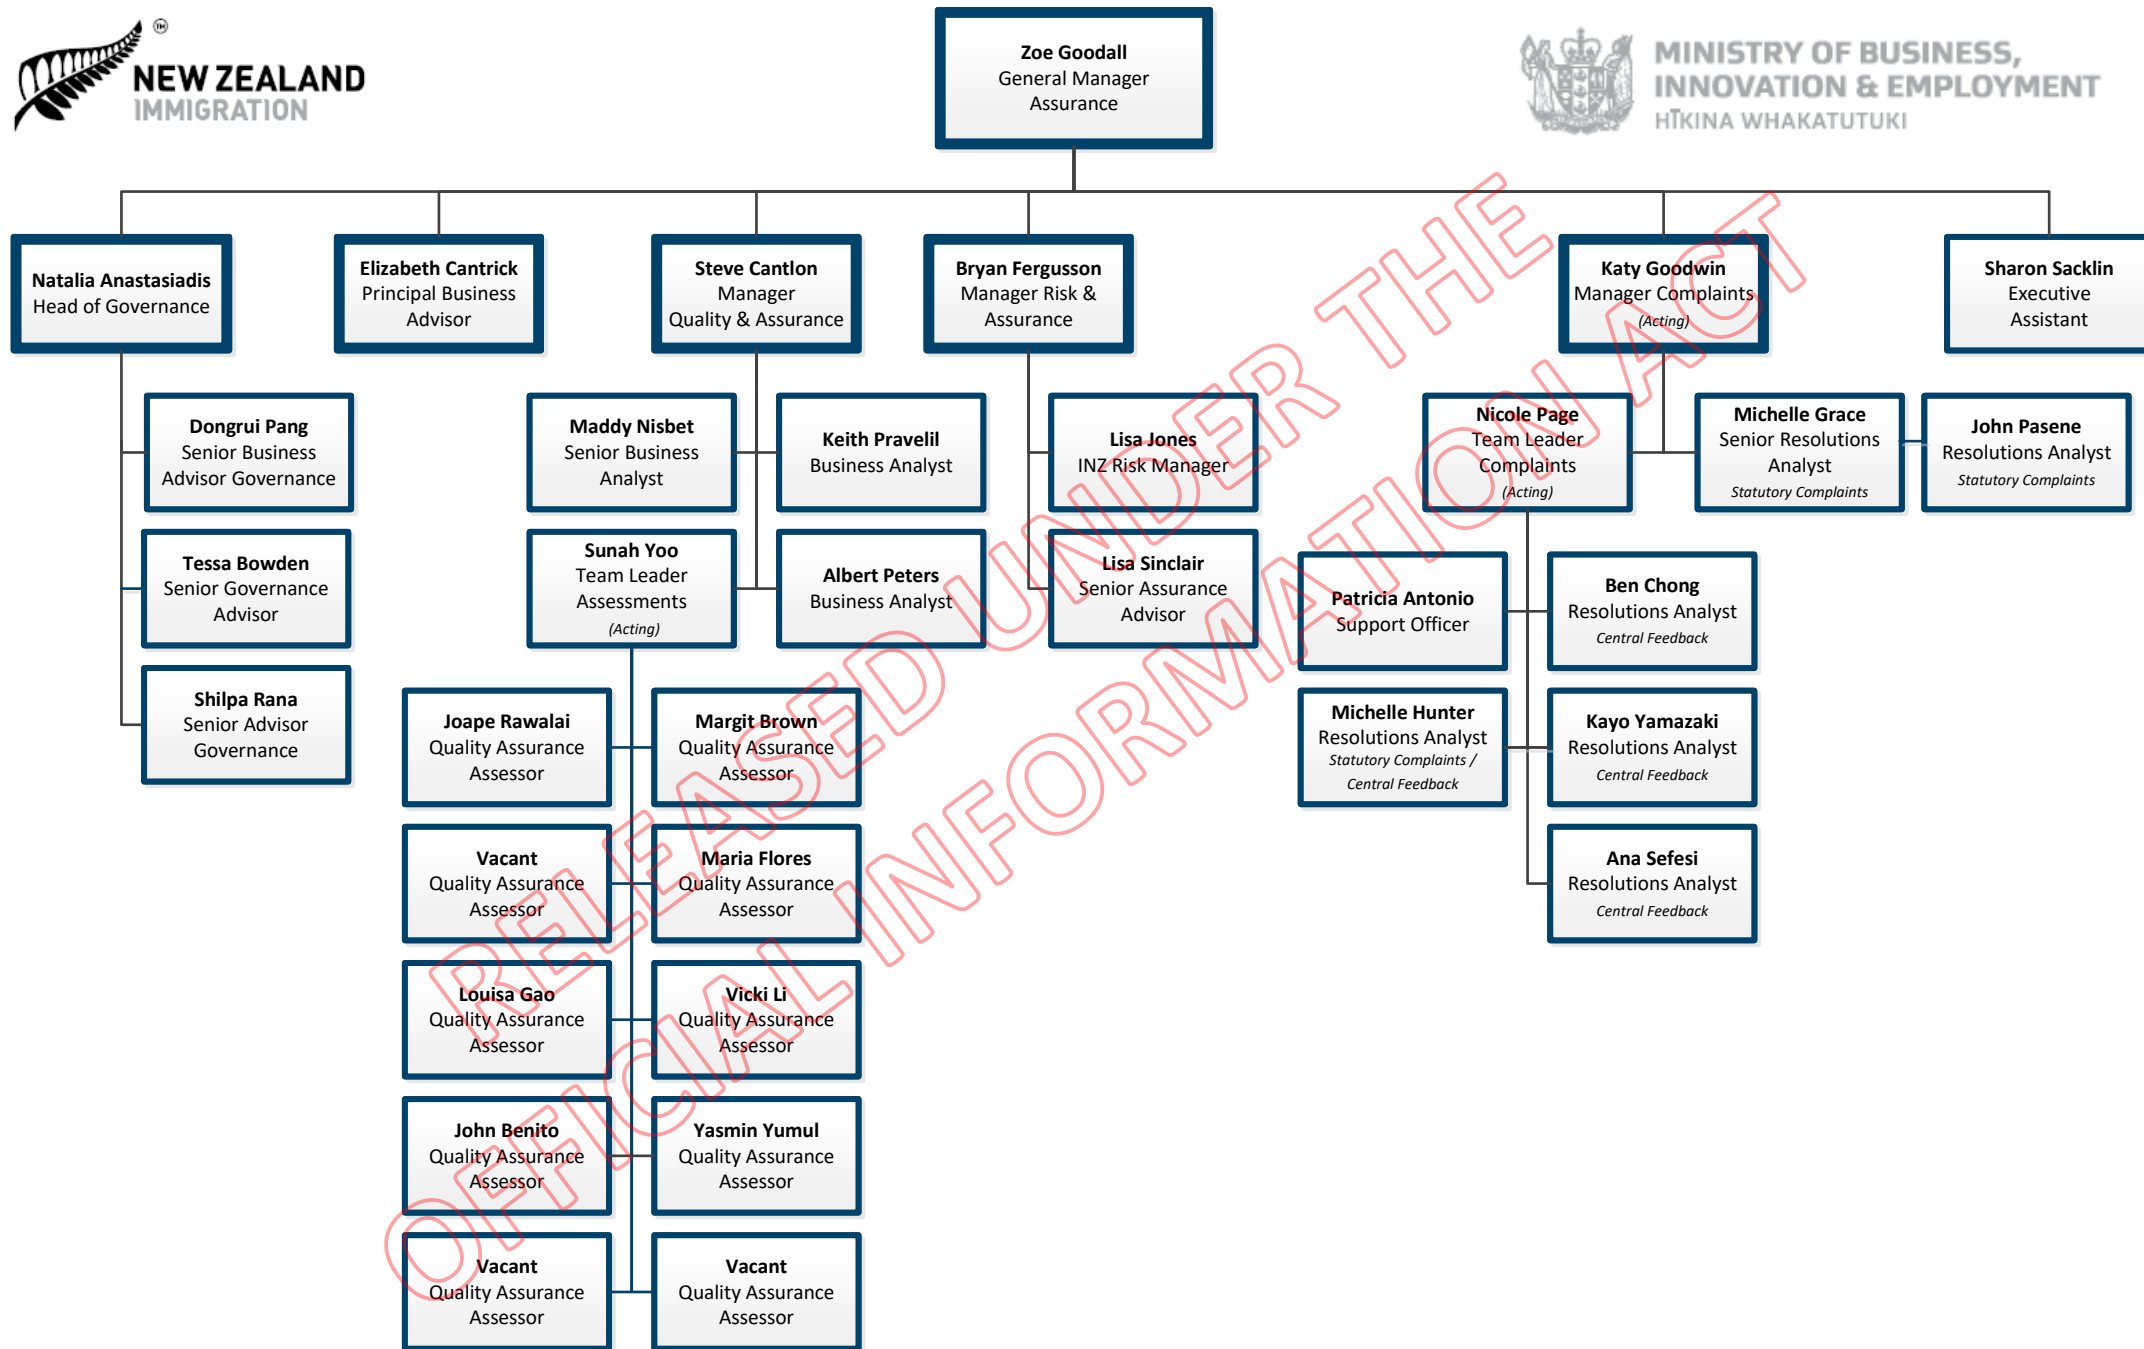 NEW ZEALAND
IMMIGRATION
Zoe Goodall
General Manager
Assurance
MINISTRY OF BUSINESS,
INNOVATION & EMPLOYMENT
HĪKINA WHAKATUTUKI
Natalia Anastasiadis
Head of Governance
Elizabeth Cantrick
Principal Business
Advisor
Steve Cantlon
Manager
Quality & Assurance
Bryan Fergusson
Manager Risk &
Assurance
Katy Goodwin
Manager Complaints
(Acting)
Sharon Sacklin
Executive
Assistant
Dongrui Pang
Senior Business
Advisor Governance
Maddy Nisbet
Senior Business
Analyst
Keith Pravelil
Business Analyst
Lisa Jones
INZ Risk Manager
Nicole Page
Team Leader
Complaints
(Acting)
Michelle Grace
Senior Resolutions
Analyst
Statutory Complaints
John Pasene
Resolutions Analyst
Statutory Complaints
Tessa Bowden
Senior Governance
Advisor
Sunah Yoo
Team Leader
Assessments
(Acting)
Albert Peters
Business Analyst
Lisa Sinclair
Senior Assurance
Advisor
Patricia Antonio
Support Officer
Ben Chong
Resolutions Analyst
Central Feedback
Shilpa Rana
Senior Advisor
Governance
Joape Rawalai
Quality Assurance
Assessor
Margit Brown
Quality Assurance
Assessor
Michelle Hunter
Resolutions Analyst
Statutory Complaints /
Central Feedback
Kayo Yamazaki
Resolutions Analyst
Central Feedback
Vacant
Quality Assurance
Assessor
Maria Flores
Quality Assurance
Assessor
Ana Sefesi
Resolutions Analyst
Central Feedback
Louisa Gao
Quality Assurance
Assessor
Vicki Li
Quality Assurance
Assessor
John Benito
Quality Assurance
Assessor
Yasmin Yumul
Quality Assurance
Assessor
Vacant
Quality Assurance
Assessor
Vacant
Quality Assurance
Assessor
RELEASED UNDER THE
OFFICIAL INFORMATION ACT